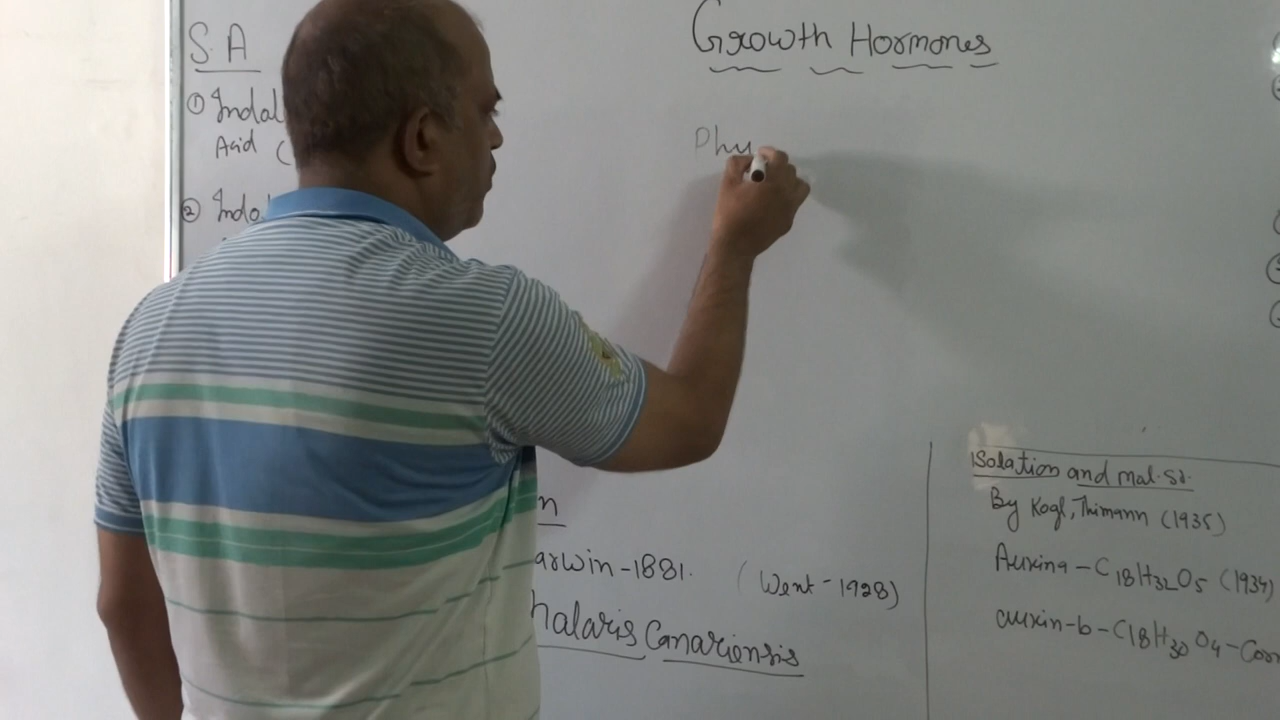 Growth Hormones
S.A
① Indol
Acid (
② Indo
Phy
n
arwin-1881. (Went-1928)
halaris Canariensis
isolation and mol.st.
By Kogl, Thimann (1935)
Auxin a - C18H32O5 (1934)
auxin-b-C18H30O4-Corn